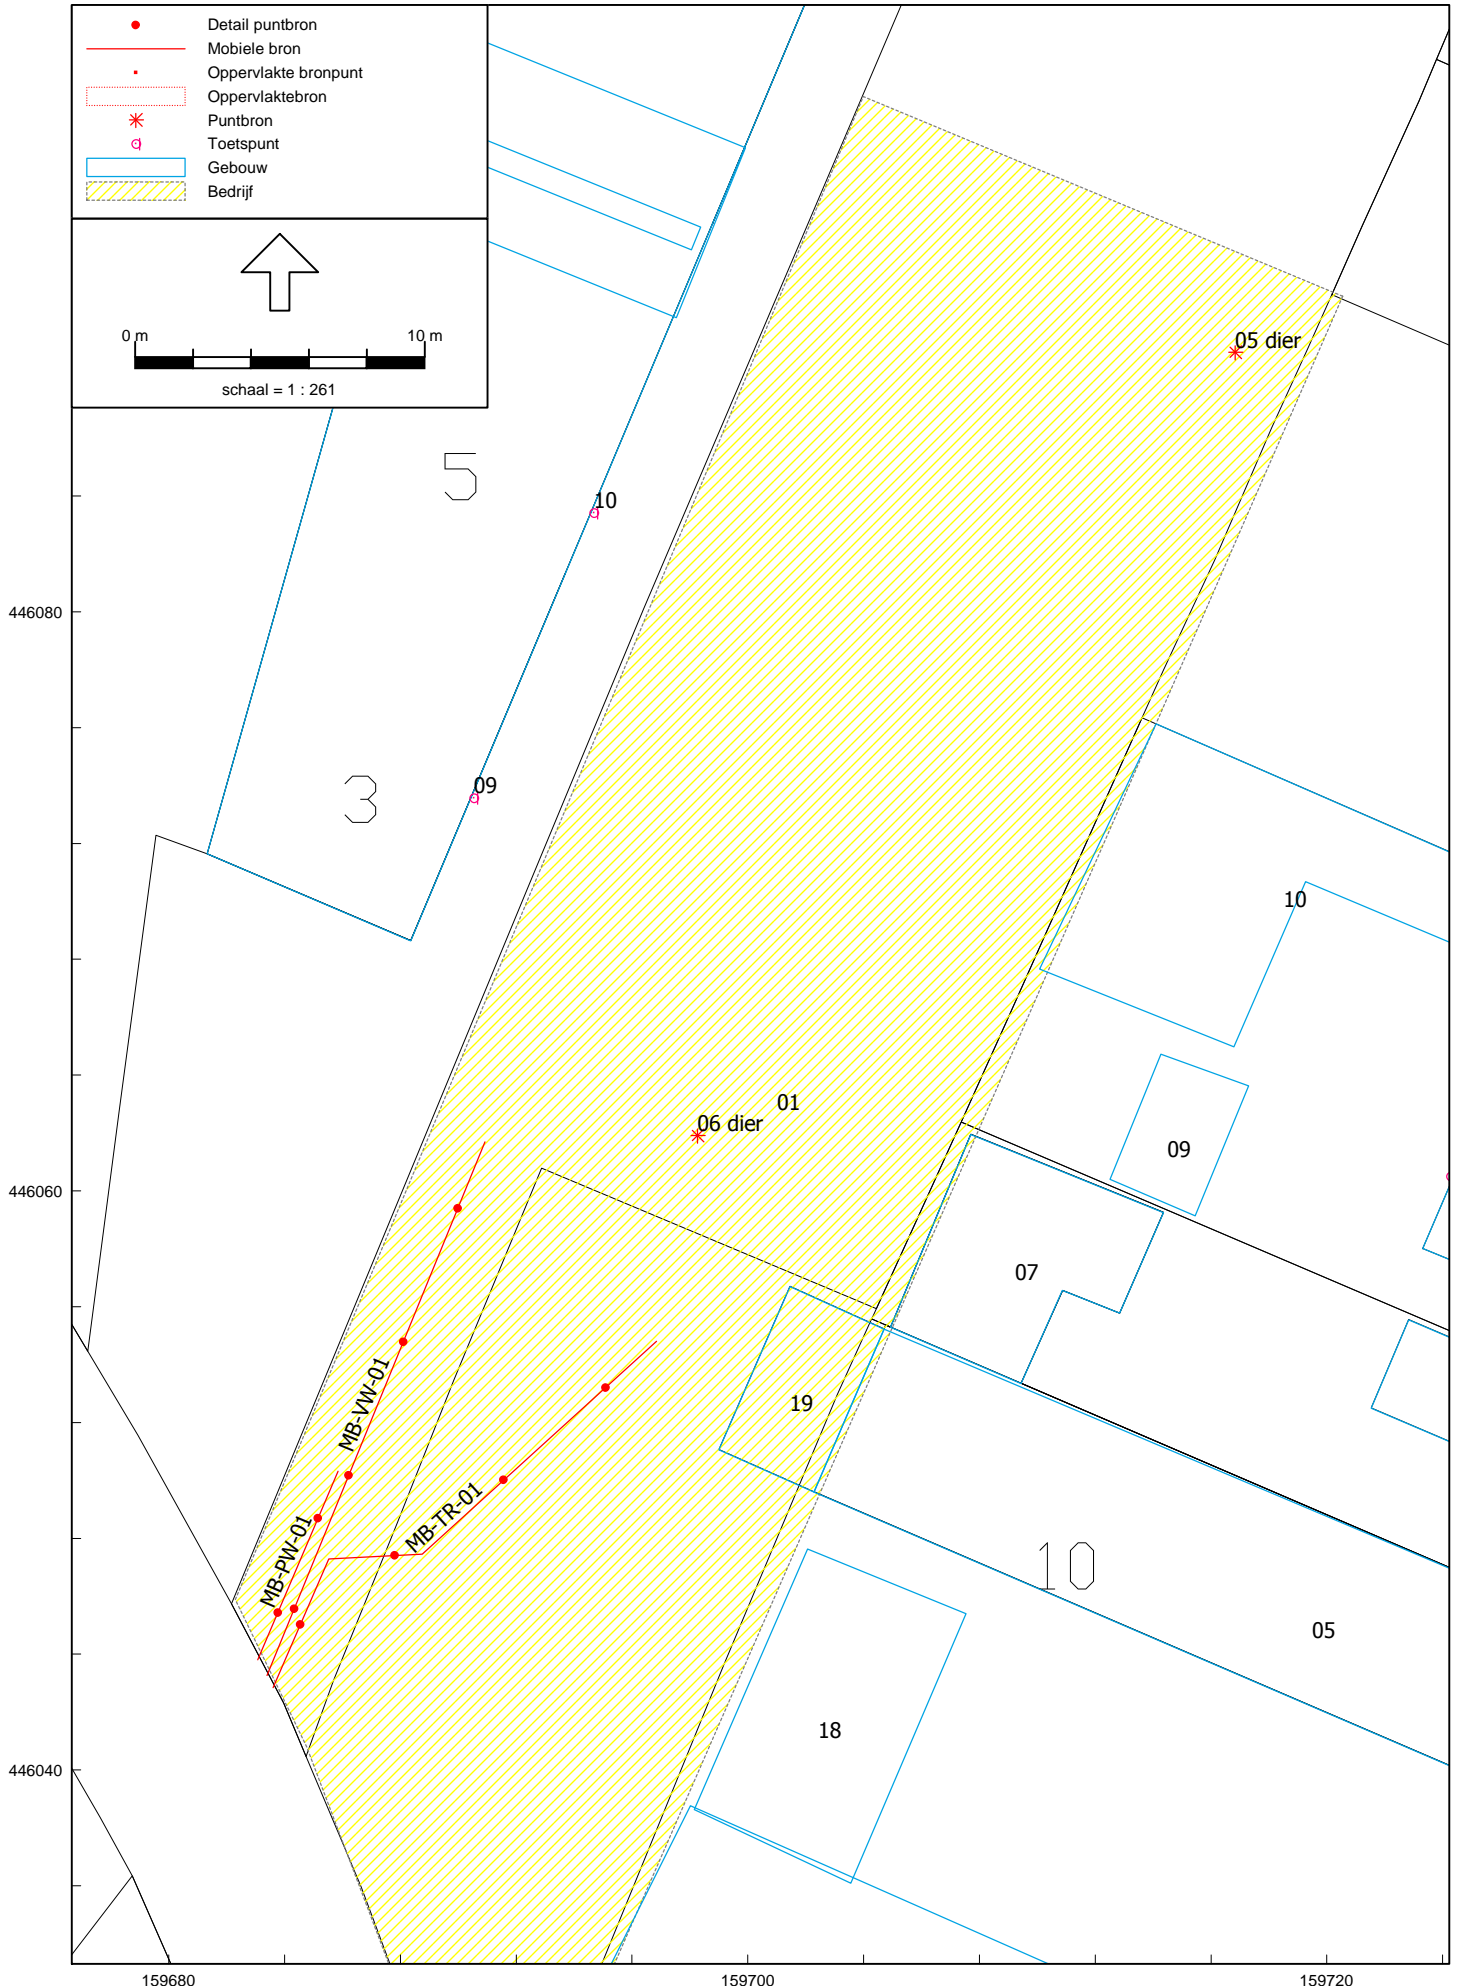 Detail puntbron
Mobiele bron
Oppervlakte bronpunt
Oppervlaktebron
Puntbron
Toetspunt
Gebouw
Bedrijf
0 m 10 m
schaal = 1 : 261
05 dier
5
10
446080
3
09
10
01
06 dier
09
446060
07
MB-VW-01
19
MB-TR-01
MB-PW-01
10
05
18
446040
159680 159700 159720